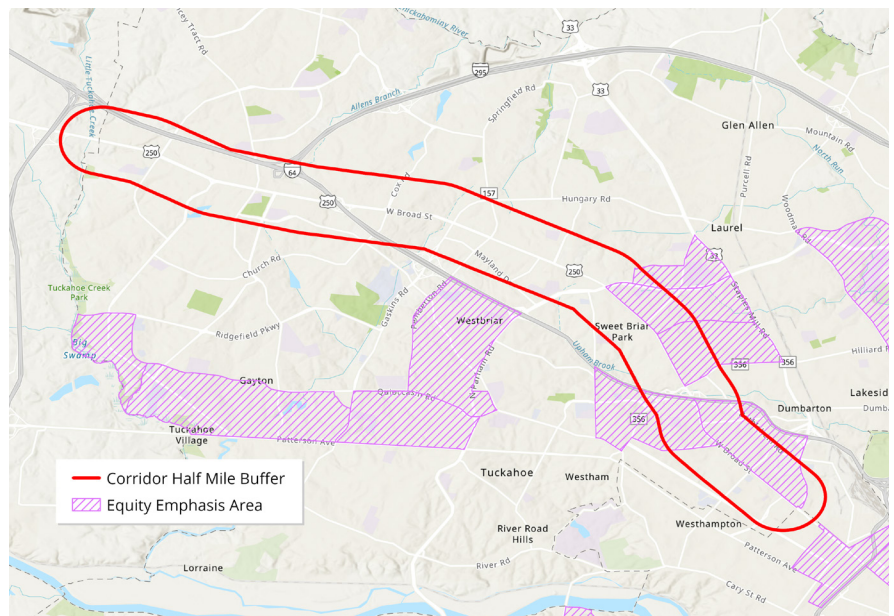 Chickahominy River
33
295
Little Tuckahoe Creek
Allens Branch
Springfield Rd
33
Glen Allen
Mountain Rd
North Run
Purcell Rd
250
64
Cox Rd
157
Hungary Rd
Woodman Rd
250
W Broad St
Laurel
33
Mayland D
250
Church Rd
Tuckahoe Creek
Park
Gaskins Rd
Pemberton Rd
Staples Mill Rd
Westbriar
Sweet Briar
Park
Ridgefield Pkwy
Big
Swamp
Upham Brook
N Parham Rd
356
356
Hilliard R
Gayton
Quioccasin Rd
Lakeside
Dumbarton
Dumba
356
Tuckahoe
Village
Patterson Ave
W Broad St
Tuckahoe
Westham
Corridor Half Mile Buffer
Equity Emphasis Area
Westhampton
River Road
Hills
Patterson Ave
River Rd
Lorraine
Cary St Rd